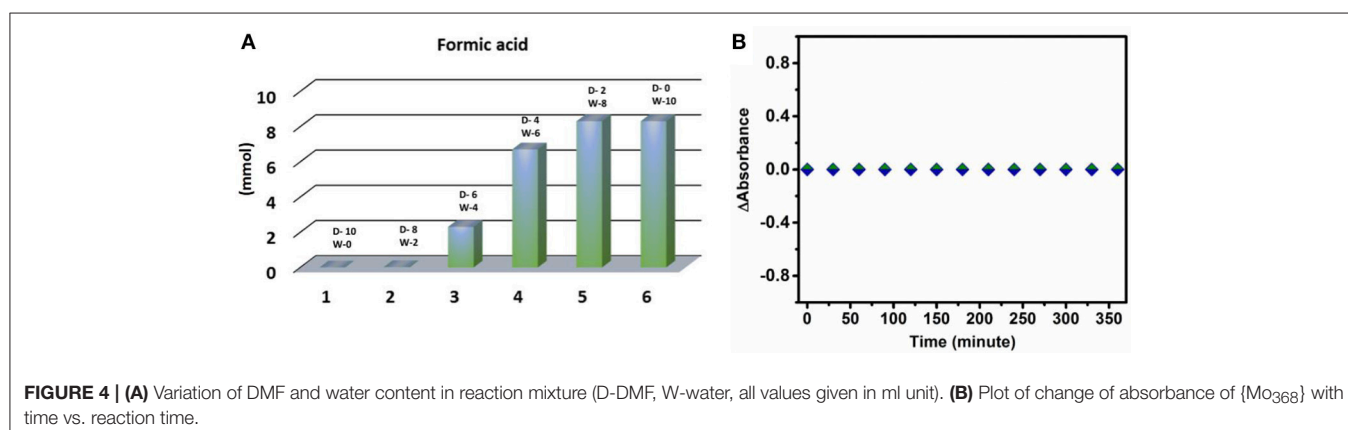 A
Formic acid
(mmol)
10
8
6
4
2
0
D- 10
W-0
D- 8
W-2
D- 6
W-4
D- 4
W-6
D- 2
W-8
D- 0
W-10
1 2 3 4 5 6
B
ΔAbsorbance
0.8
0.4
0.0
-0.4
-0.8
0 50 100 150 200 250 300 350
Time (minute)
FIGURE 4 | (A) Variation of DMF and water content in reaction mixture (D-DMF, W-water, all values given in ml unit). (B) Plot of change of absorbance of {Mo₃₆₈} with
time vs. reaction time.